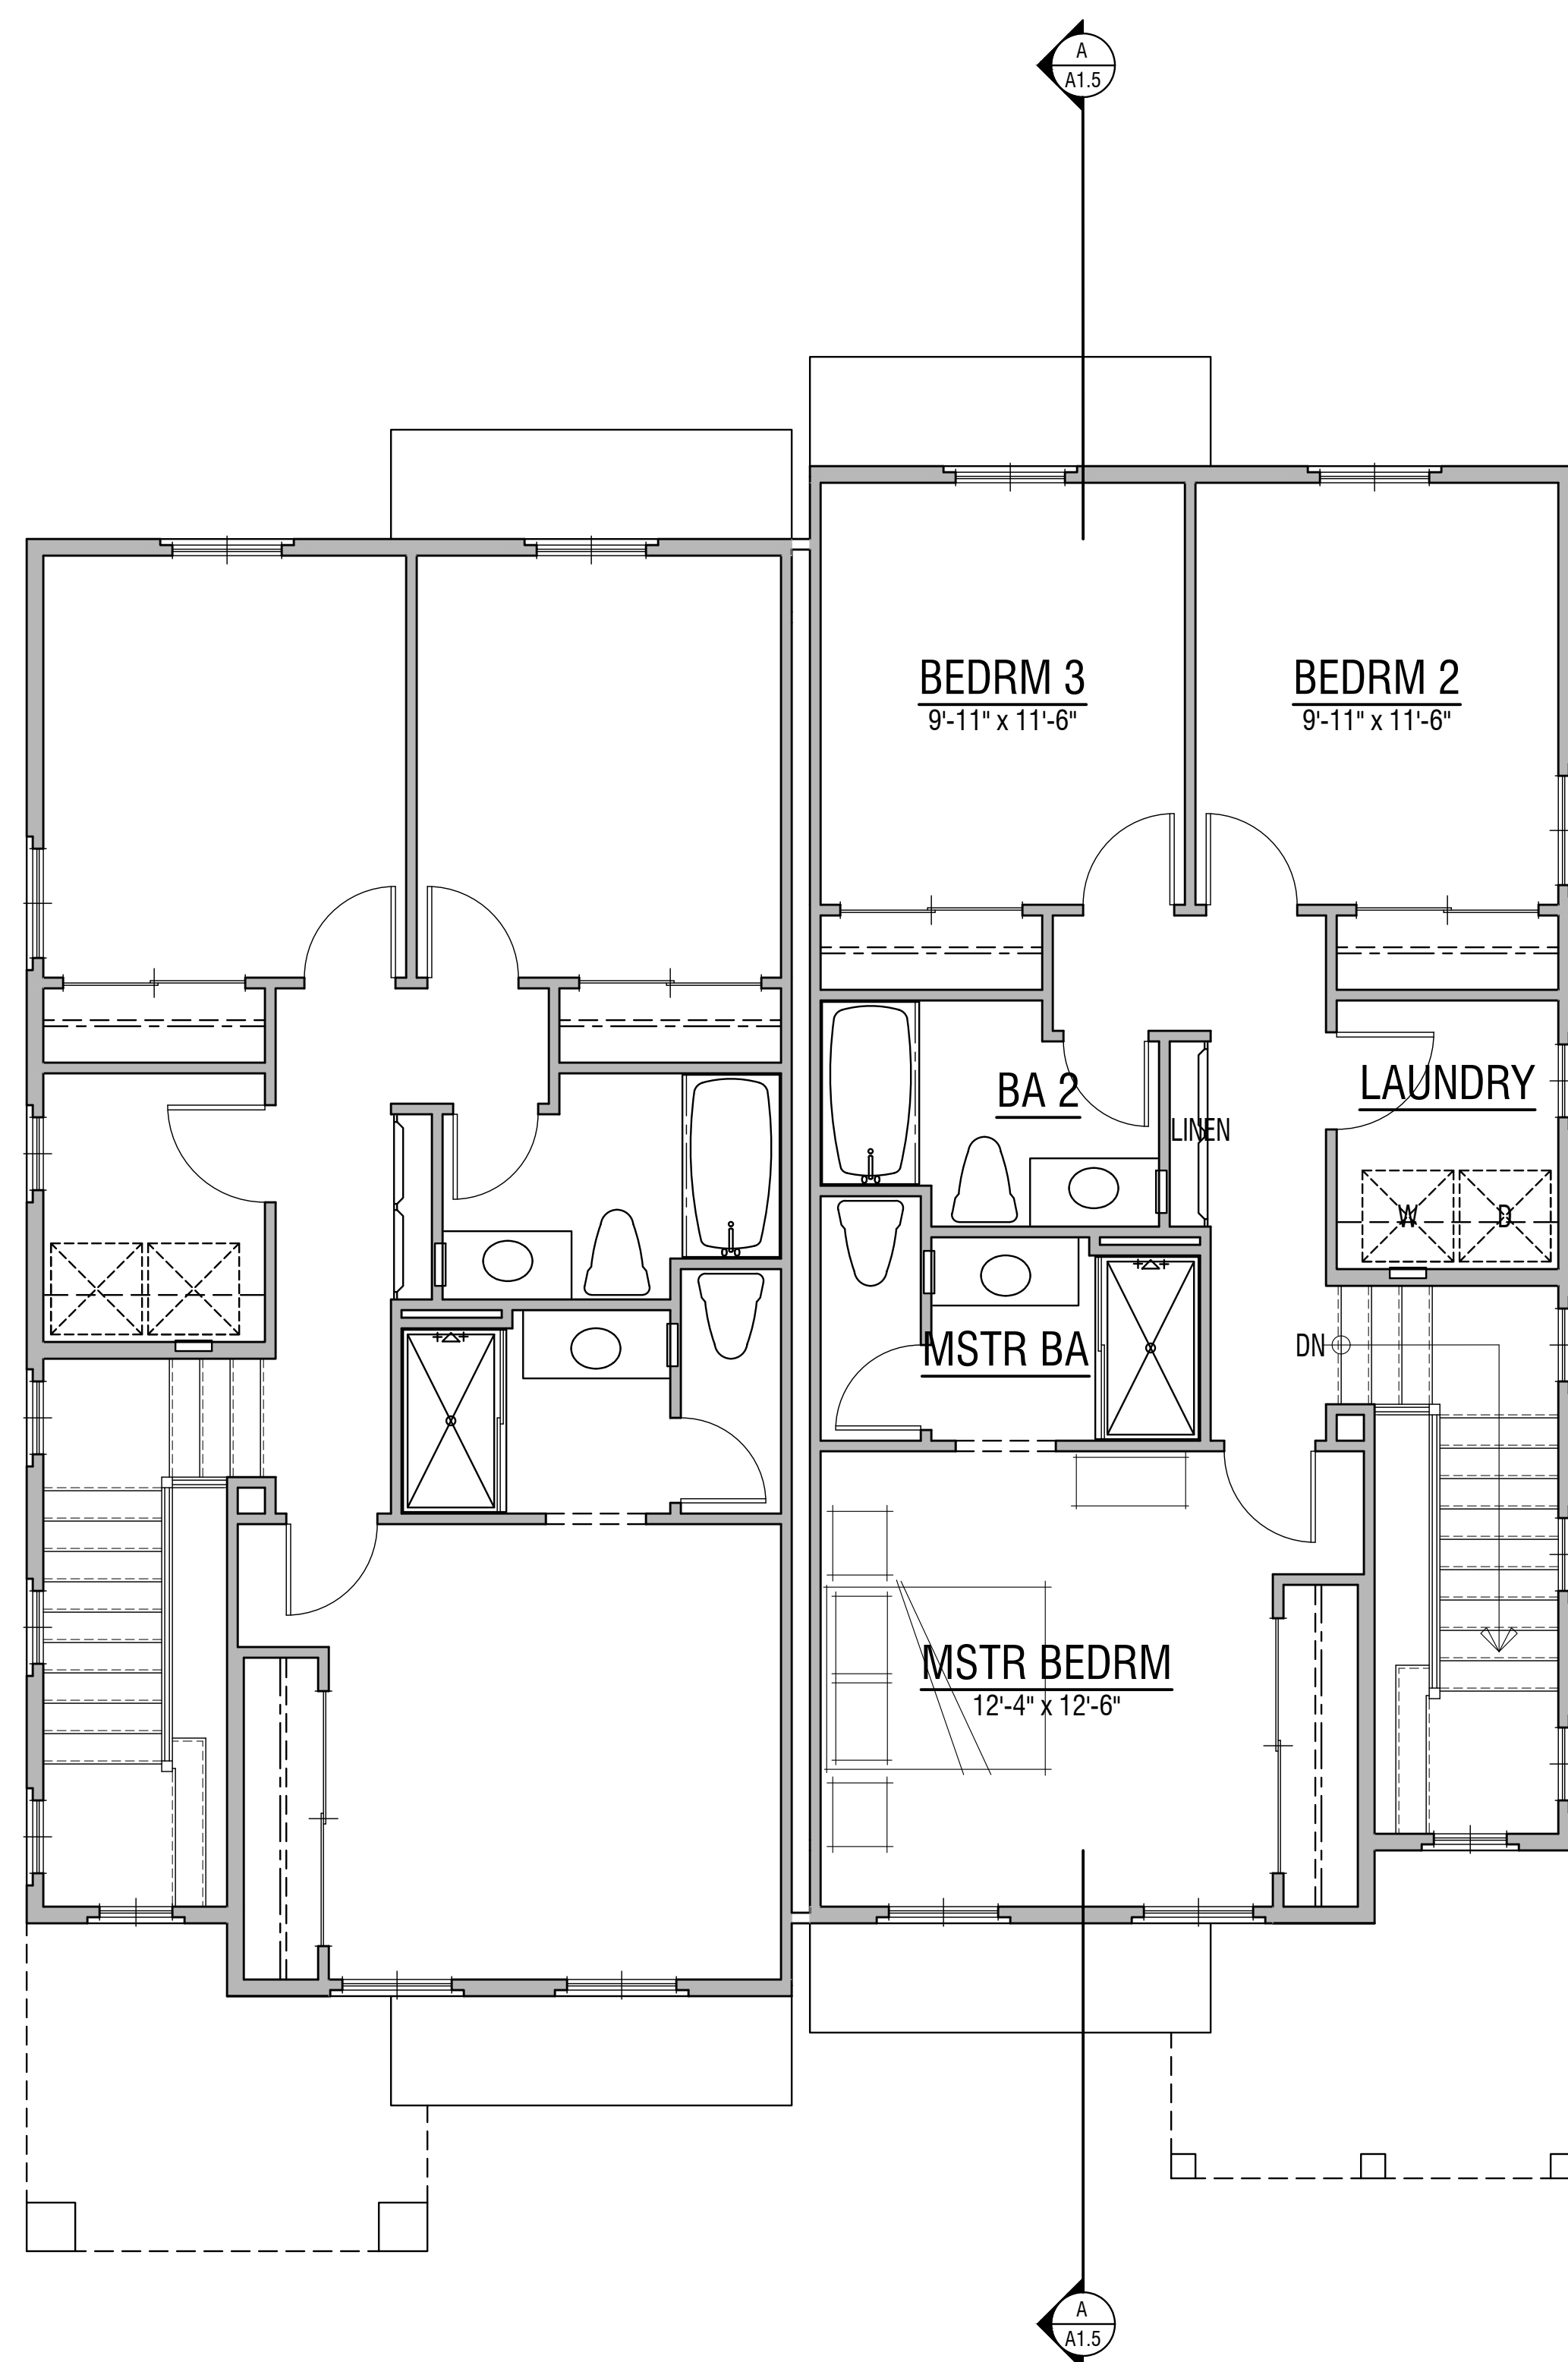 A
A1.5
BEDRM 3
9'-11" x 11'-6"
BEDRM 2
9'-11" x 11'-6"
BA 2
LAUNDRY
LINEN
W
D
MSTR BA
DN
MSTR BEDRM
12'-4" x 12'-6"
A
A1.5